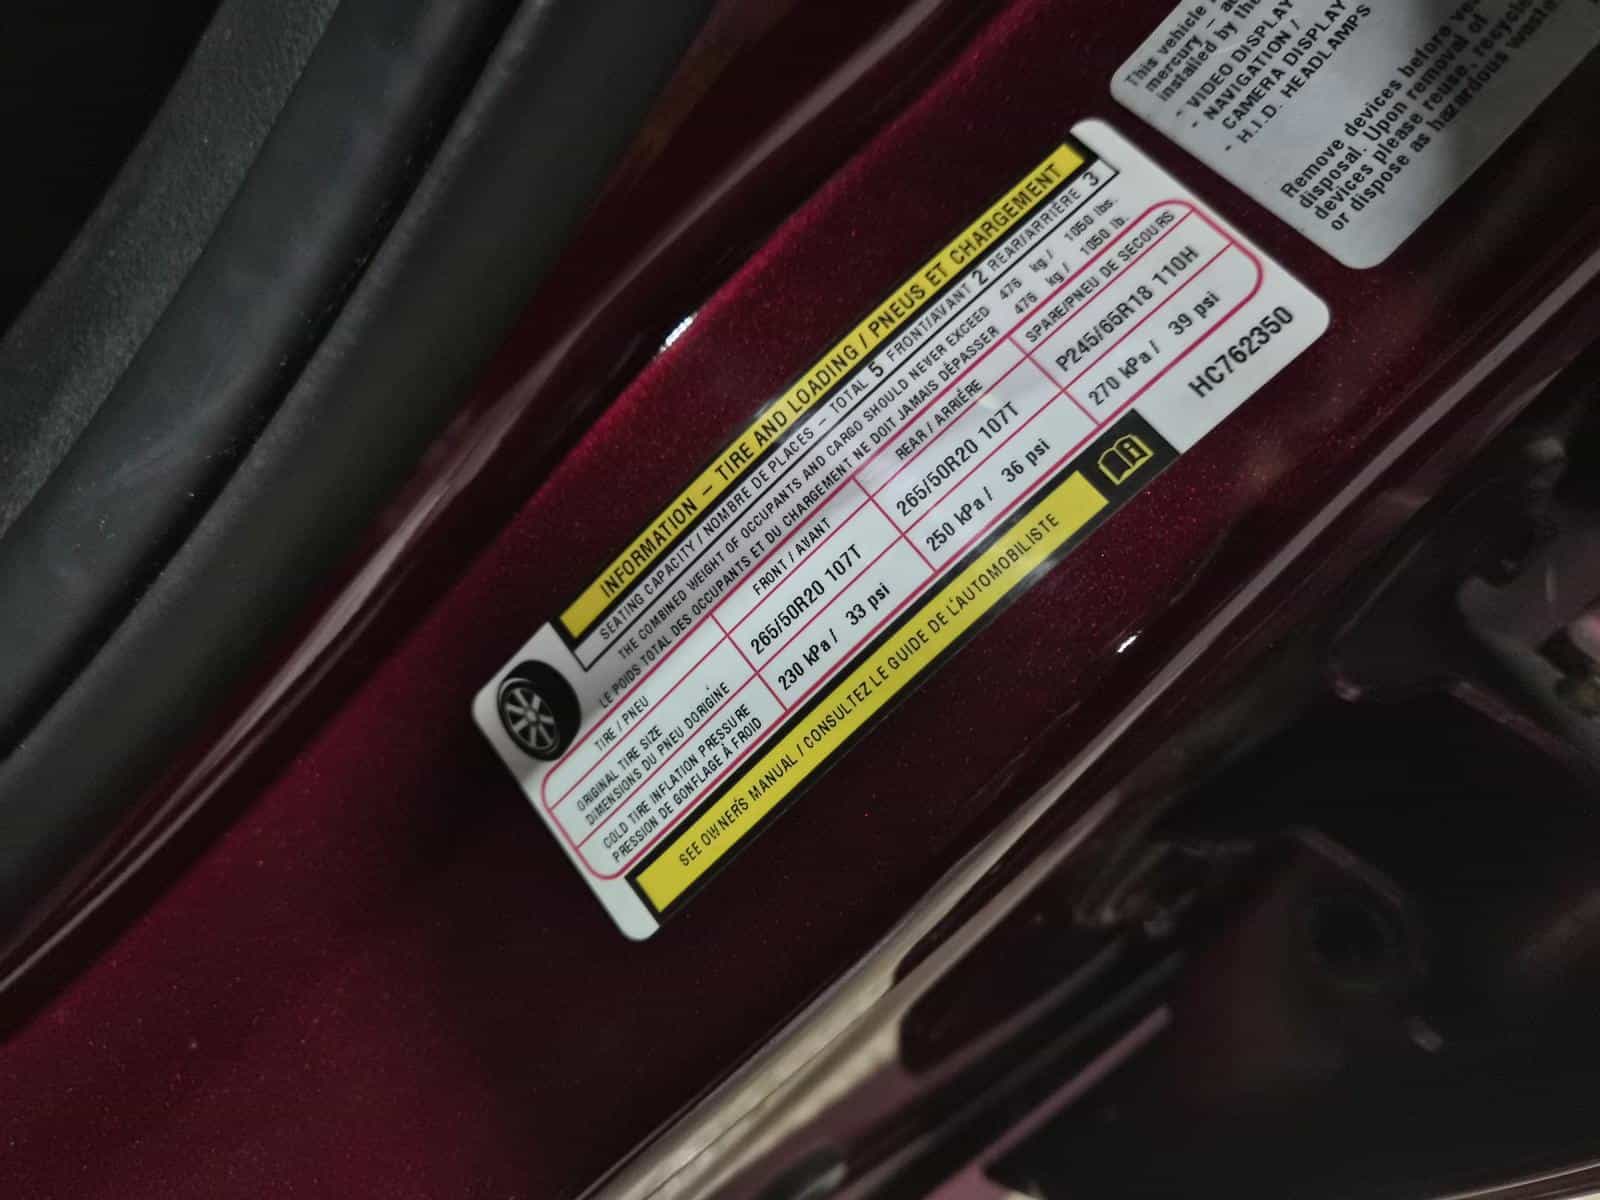 This vehicle
mercury – a
installed by the
- VIDEO DISPLAY
- NAVIGATION /
CAMERA DISPLAY
- H.I.D. HEADLAMPS
Remove devices before ve-
disposal. Upon removal of
devices please reuse, recycle
or dispose as hazardous waste
INFORMATION – TIRE AND LOADING / PNEUS ET CHARGEMENT
SEATING CAPACITY / NOMBRE DE PLACES – TOTAL 5 FRONT/AVANT 2 REAR/ARRIÈRE 3
THE COMBINED WEIGHT OF OCCUPANTS AND CARGO SHOULD NEVER EXCEED 476 kg / 1050 lbs.
LE POIDS TOTAL DES OCCUPANTS ET DU CHARGEMENT NE DOIT JAMAIS DÈPASSER 476 kg / 1050 lb.
TIRE / PNEU FRONT / AVANT REAR / ARRIÉRE SPARE/PNEU DE SECOURS
ORIGINAL TIRE SIZE
DIMENSIONS DU PNEU D'ORIGINE 265/50R20 107T 265/50R20 107T P245/65R18 110H
COLD TIRE INFLATION PRESSURE
PRESSION DE GONFLAGE À FROID 230 kPa / 33 psi 250 kPa / 36 psi 270 kPa / 39 psi
SEE OWNER'S MANUAL / CONSULTEZ LE GUIDE DE L'AUTOMOBILISTE
HC762350